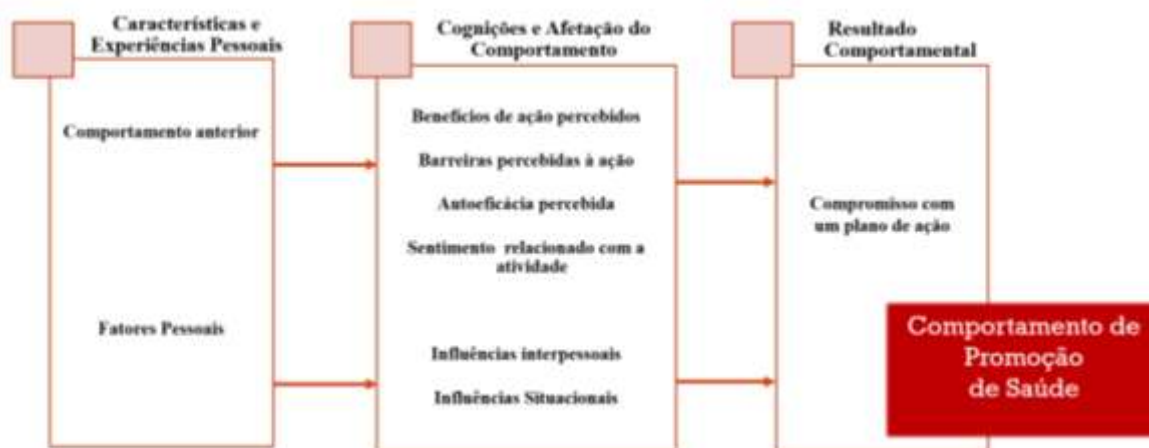 Características e
Experiências Pessoais
Comportamento anterior
Fatores Pessoais
Cognições e Afetação do
Comportamento
Benefícios de ação percebidos
Barreiras percebidas à ação
Autoeficácia percebida
Sentimento relacionado com a
atividade
Influências interpessoais
Influências Situacionais
Resultado
Comportamental
Compromisso com
um plano de ação
Comportamento de
Promoção
de Saúde